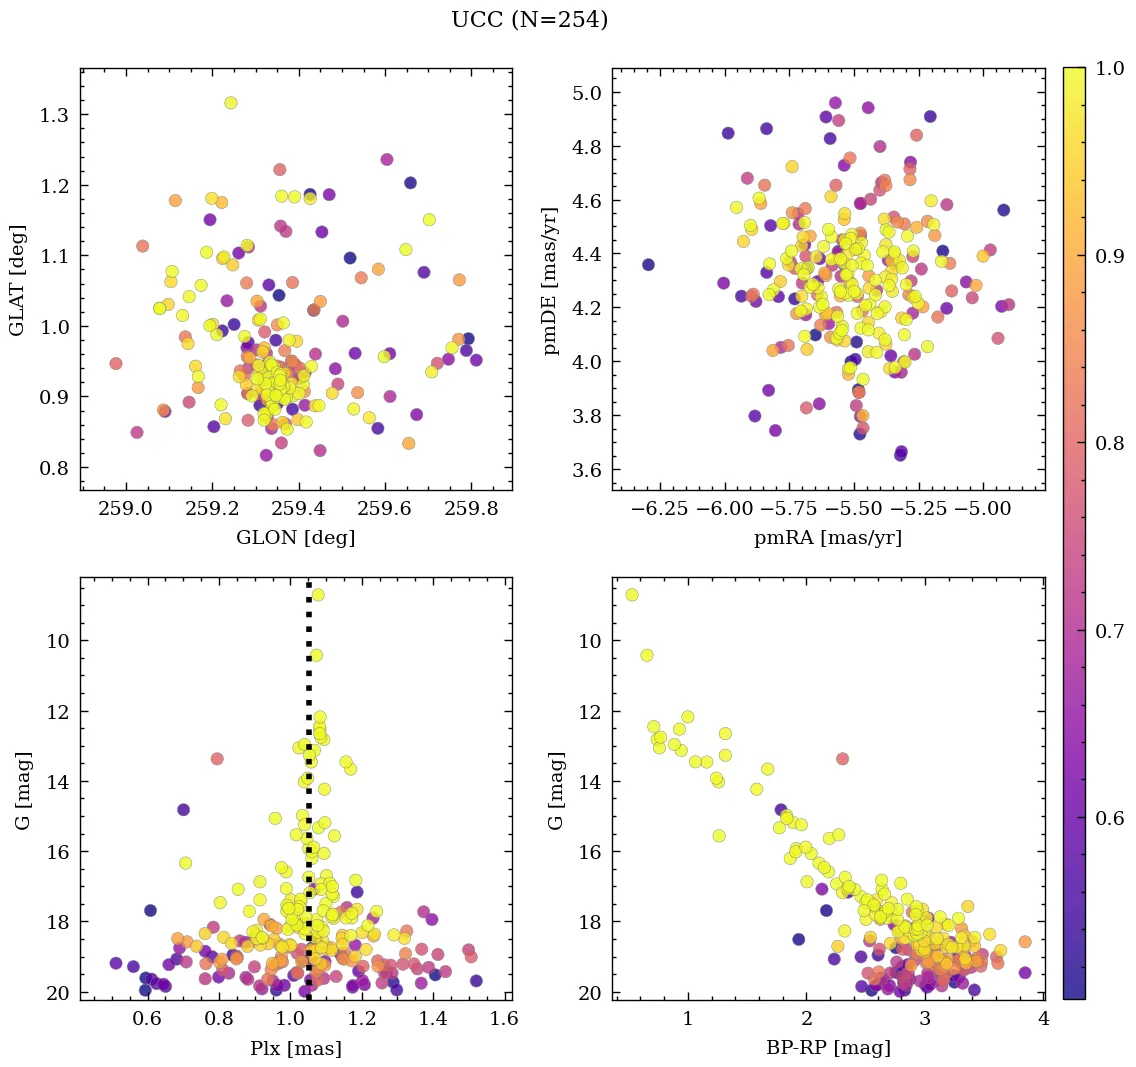 UCC (N=254)
1.3
1.2
1.1
1.0
0.9
0.8
GLAT [deg]
259.0 259.2 259.4 259.6 259.8
GLON [deg]
5.0
4.8
4.6
4.4
4.2
4.0
3.8
3.6
pmDE [mas/yr]
−6.25 −6.00 −5.75 −5.50 −5.25 −5.00
pmRA [mas/yr]
1.0
0.9
0.8
0.7
0.6
10
12
14
16
18
20
G [mag]
0.6 0.8 1.0 1.2 1.4 1.6
Plx [mas]
10
12
14
16
18
20
G [mag]
1 2 3 4
BP-RP [mag]